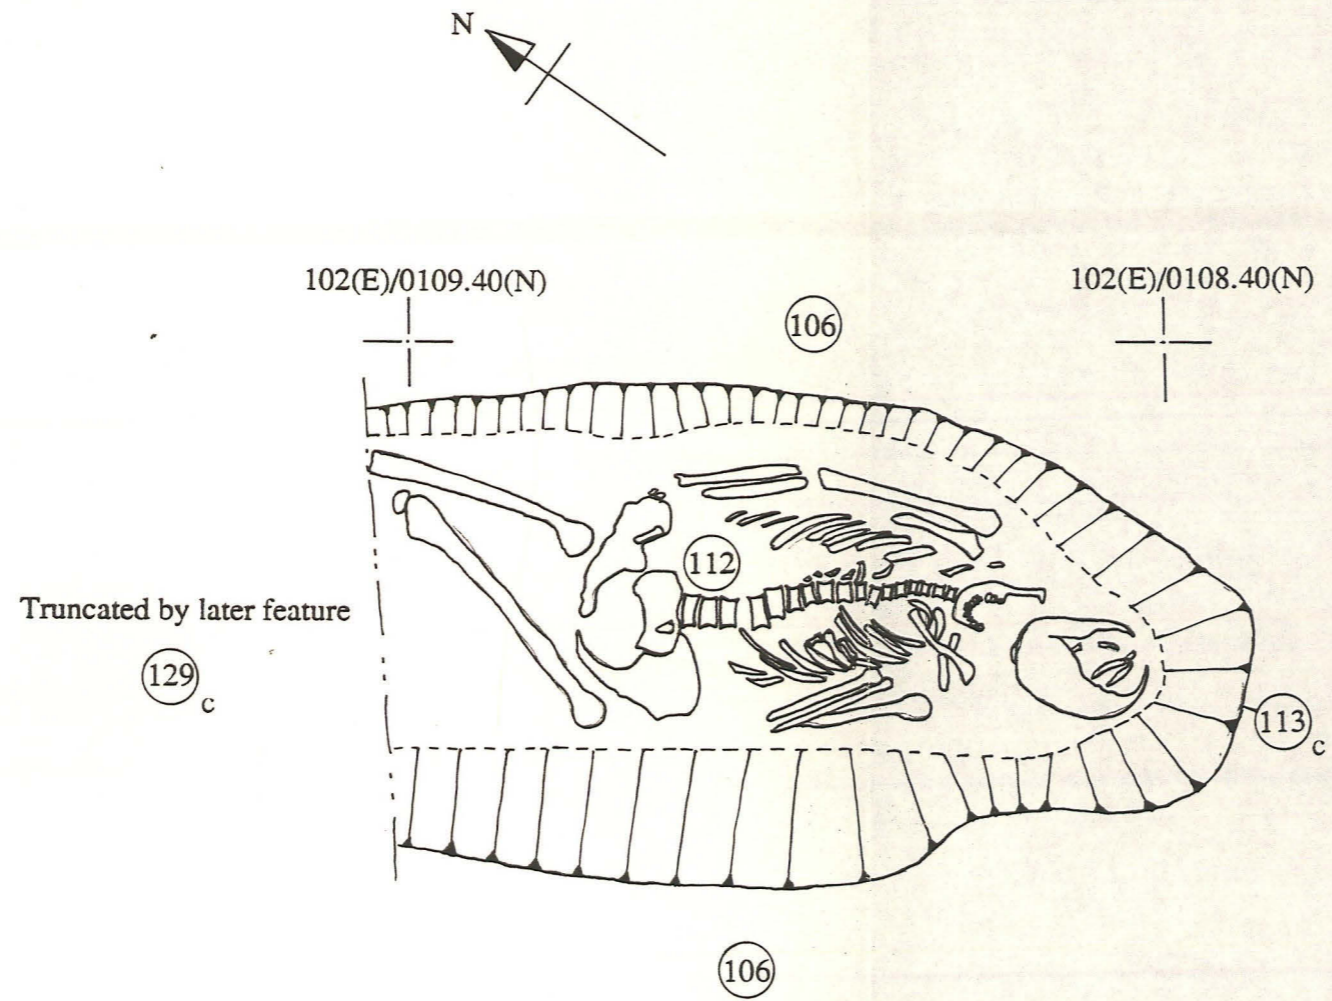 N
102(E)/0109.40(N)
102(E)/0108.40(N)
106
112
Truncated by later feature
129 c
113 c
106